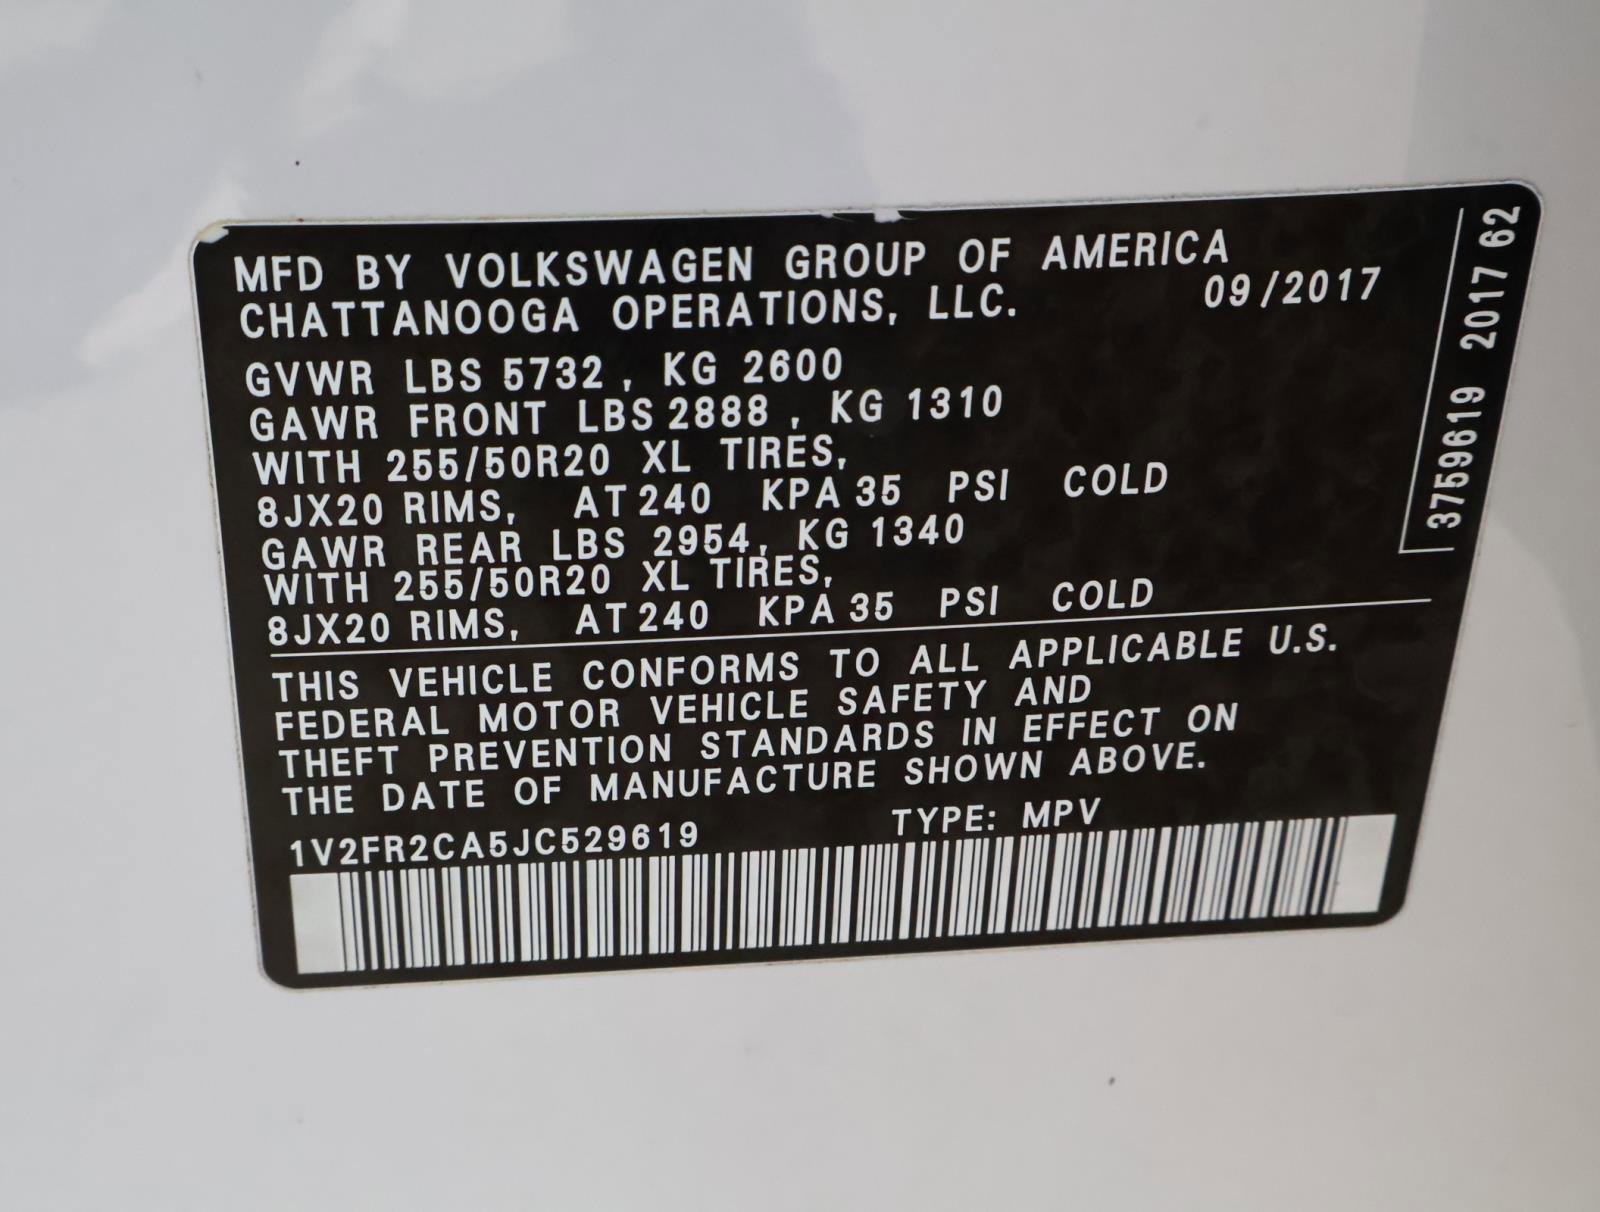 MFD BY VOLKSWAGEN GROUP OF AMERICA
CHATTANOOGA OPERATIONS, LLC. 09/2017
GVWR LBS 5732, KG 2600
GAWR FRONT LBS 2888, KG 1310
WITH 255/50R20 XL TIRES,
8JX20 RIMS, AT 240 KPA 35 PSI COLD
GAWR REAR LBS 2954, KG 1340
WITH 255/50R20 XL TIRES,
8JX20 RIMS, AT 240 KPA 35 PSI COLD
THIS VEHICLE CONFORMS TO ALL APPLICABLE U.S.
FEDERAL MOTOR VEHICLE SAFETY AND
THEFT PREVENTION STANDARDS IN EFFECT ON
THE DATE OF MANUFACTURE SHOWN ABOVE.
1V2FR2CA5JC529619 TYPE: MPV
3759619 2017 62